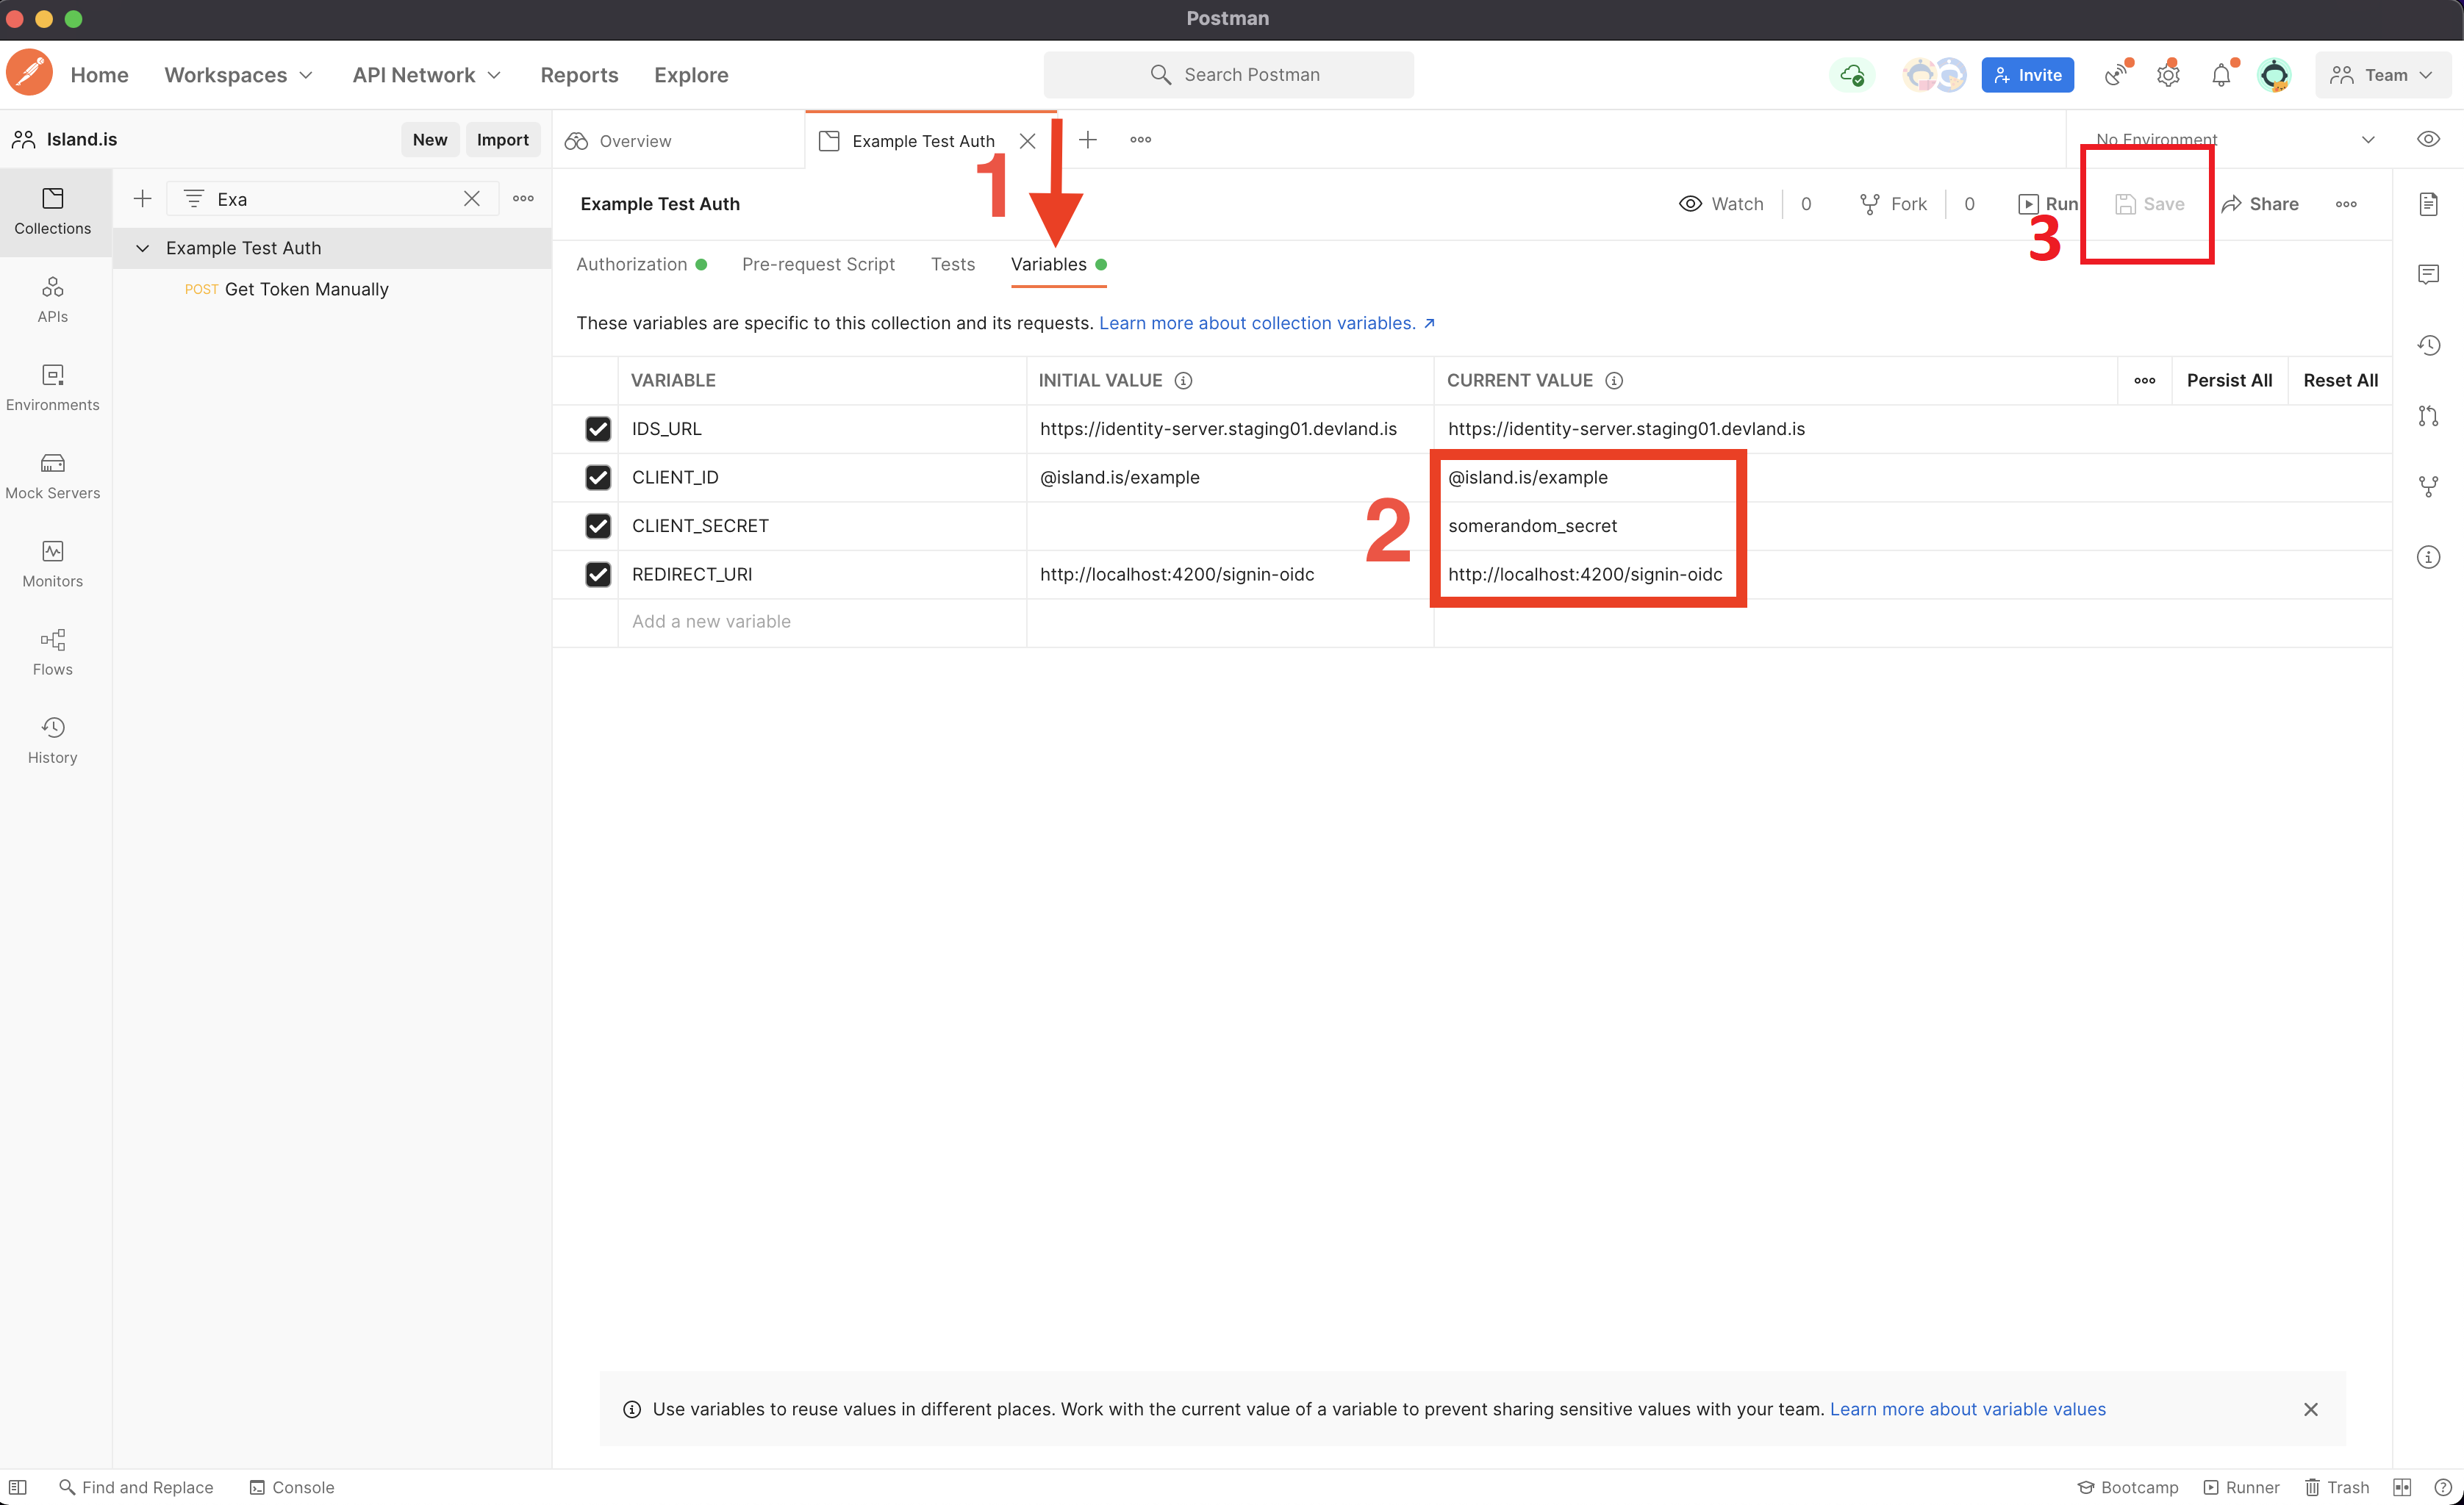 Postman
Home Workspaces API Network Reports Explore Search Postman Invite Team
Island.is New Import Overview Example Test Auth No Environment
1
Exa Example Test Auth Watch 0 Fork 0 Run Save Share
3
Collections
Example Test Auth
Authorization Pre-request Script Tests Variables
POST Get Token Manually
APIs
These variables are specific to this collection and its requests. Learn more about collection variables.
VARIABLE INITIAL VALUE CURRENT VALUE Persist All Reset All
Environments
IDS_URL https://identity-server.staging01.devland.is https://identity-server.staging01.devland.is
CLIENT_ID @island.is/example @island.is/example
Mock Servers
2
CLIENT_SECRET somerandom_secret
REDIRECT_URI http://localhost:4200/signin-oidc http://localhost:4200/signin-oidc
Monitors
Add a new variable
Flows
History
Use variables to reuse values in different places. Work with the current value of a variable to prevent sharing sensitive values with your team. Learn more about variable values
Find and Replace Console Bootcamp Runner Trash